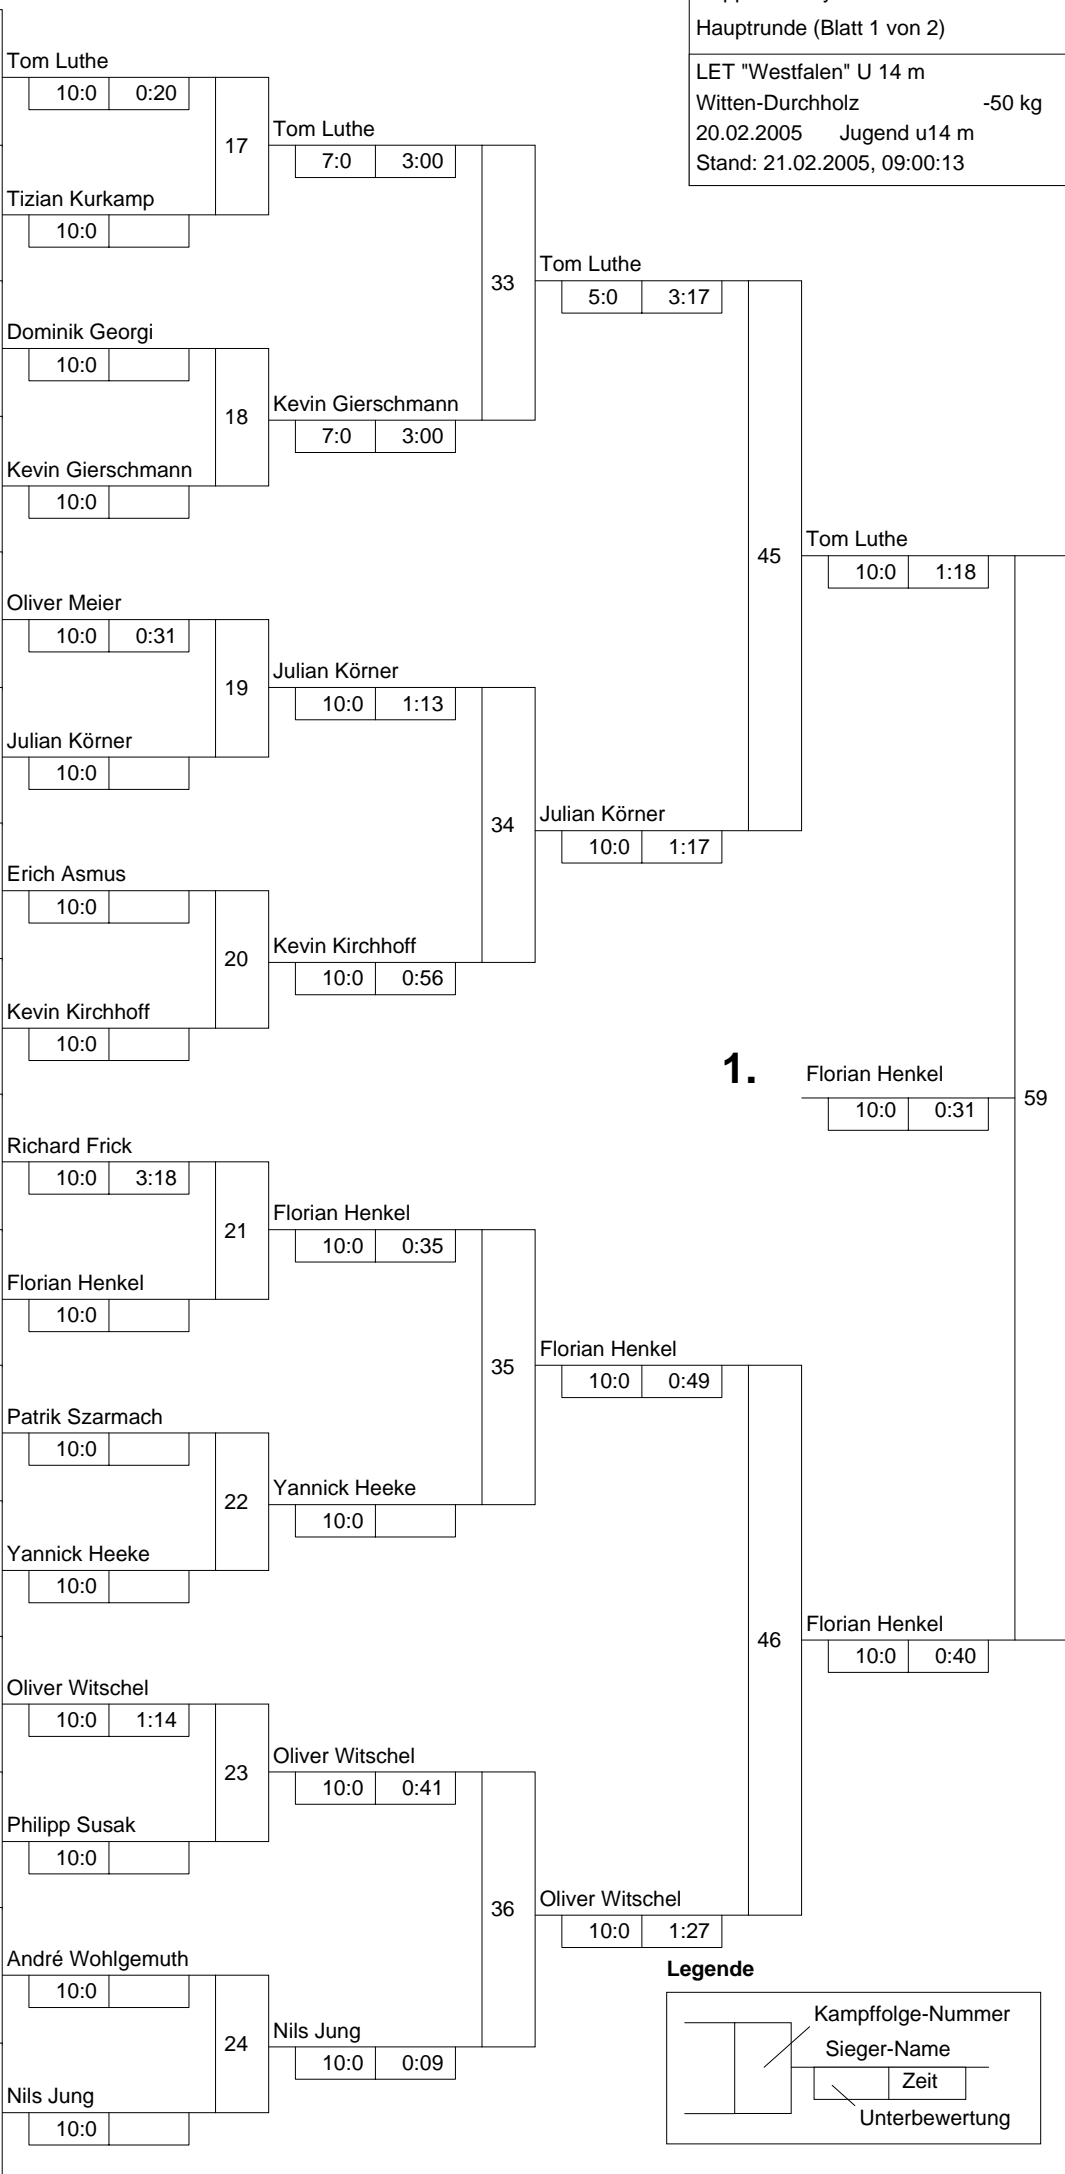 Hauptrunde (Blatt 1 von 2)
LET "Westfalen" U 14 m
Witten-Durchholz -50 kg
20.02.2005 Jugend u14 m
Stand: 21.02.2005, 09:00:13
Tom Luthe
10:0 0:20
17
Tom Luthe
7:0 3:00
Tizian Kurkamp
10:0
33
Tom Luthe
5:0 3:17
Dominik Georgi
10:0
18
Kevin Gierschmann
7:0 3:00
Kevin Gierschmann
10:0
45
Tom Luthe
10:0 1:18
Oliver Meier
10:0 0:31
19
Julian Körner
10:0 1:13
Julian Körner
10:0
34
Julian Körner
10:0 1:17
Erich Asmus
10:0
20
Kevin Kirchhoff
10:0 0:56
Kevin Kirchhoff
10:0
1.
Florian Henkel
10:0 0:31
59
Richard Frick
10:0 3:18
21
Florian Henkel
10:0 0:35
Florian Henkel
10:0
35
Florian Henkel
10:0 0:49
Patrik Szarmach
10:0
22
Yannick Heeke
10:0
Yannick Heeke
10:0
46
Florian Henkel
10:0 0:40
Oliver Witschel
10:0 1:14
23
Oliver Witschel
10:0 0:41
Philipp Susak
10:0
36
Oliver Witschel
10:0 1:27
André Wohlgemuth
10:0
24
Nils Jung
10:0 0:09
Nils Jung
10:0
Legende
Kampffolge-Nummer
Sieger-Name
Zeit
Unterbewertung